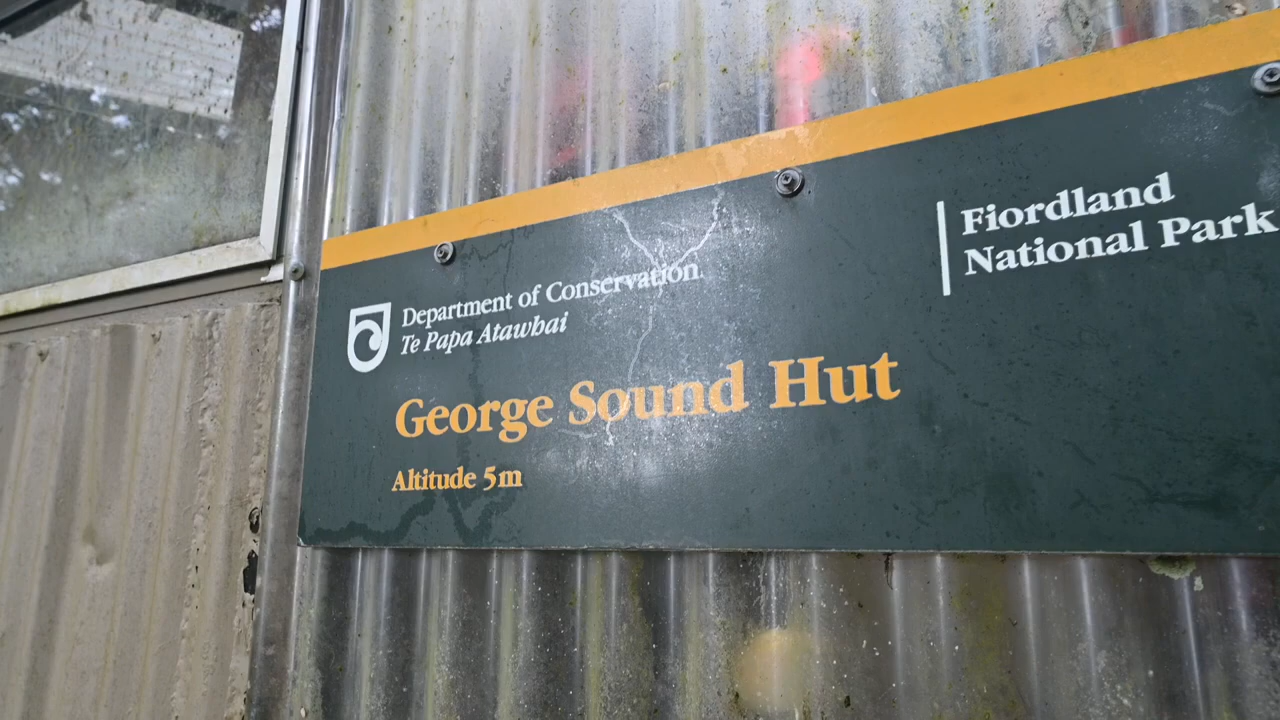 Department of Conservation
Te Papa Atawhai
Fiordland
National Park
George Sound Hut
Altitude 5m